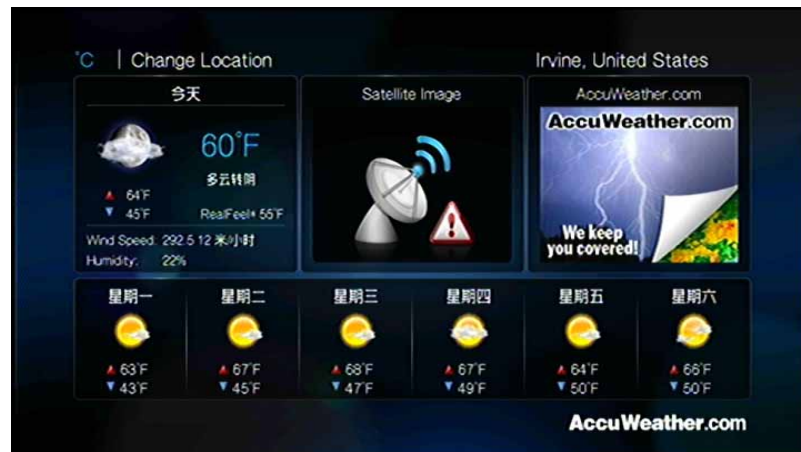 °C | Change Location
Irvine, United States
今天
60°F
多云转阴
64°F
45°F
RealFeel® 55°F
Wind Speed: 292.5 12 米/小时
Humidity: 22%
Satellite Image
AccuWeather.com
AccuWeather.com
We keep
you covered!
星期一
63°F
43°F
星期二
67°F
45°F
星期三
68°F
47°F
星期四
67°F
49°F
星期五
64°F
50°F
星期六
66°F
50°F
AccuWeather.com